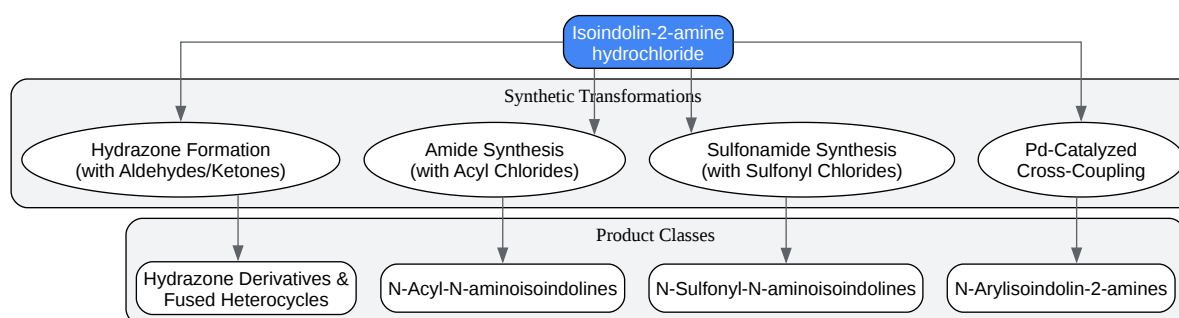 Isoindolin-2-amine
hydrochloride
Synthetic Transformations
Hydrazone Formation
(with Aldehydes/Ketones)
Amide Synthesis
(with Acyl Chlorides)
Sulfonamide Synthesis
(with Sulfonyl Chlorides)
Pd-Catalyzed
Cross-Coupling
Product Classes
Hydrazone Derivatives &
Fused Heterocycles
N-Acyl-N-aminoisoindolines
N-Sulfonyl-N-aminoisoindolines
N-Arylisoindolin-2-amines